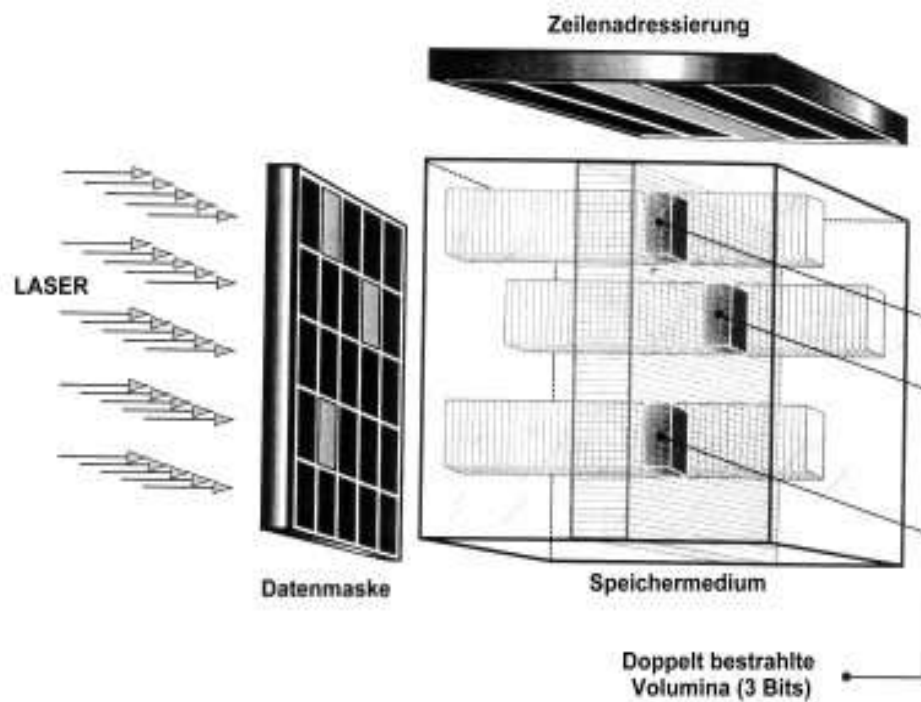 Zeilenadressierung
LASER
Datenmaske
Speichermedium
Doppelt bestrahlte
Volumina (3 Bits)